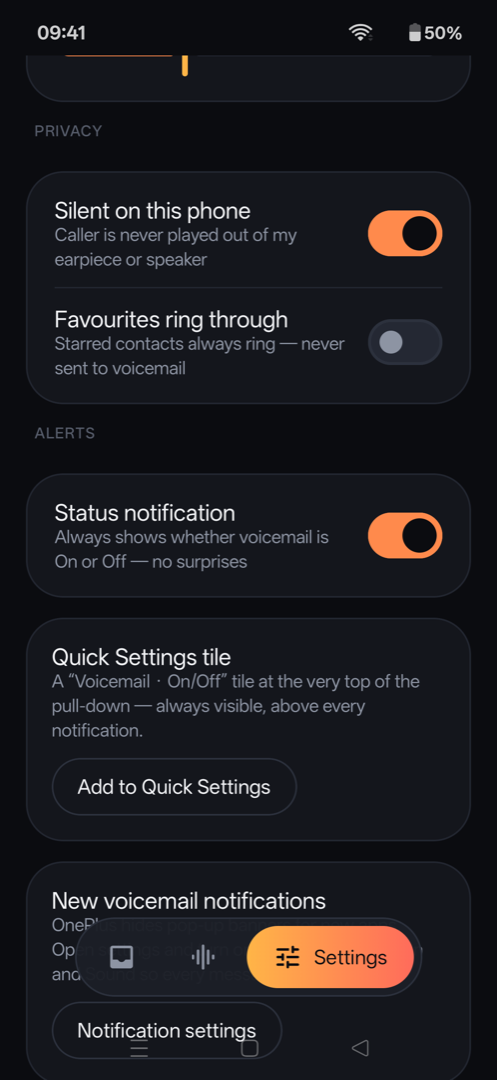 09:41
50%
PRIVACY
Silent on this phone
Caller is never played out of my
earpiece or speaker
Favourites ring through
Starred contacts always ring — never
sent to voicemail
ALERTS
Status notification
Always shows whether voicemail is
On or Off — no surprises
Quick Settings tile
A “Voicemail · On/Off” tile at the very top of the
pull-down — always visible, above every
notification.
Add to Quick Settings
New voicemail notifications
and
Settings
Notification settings